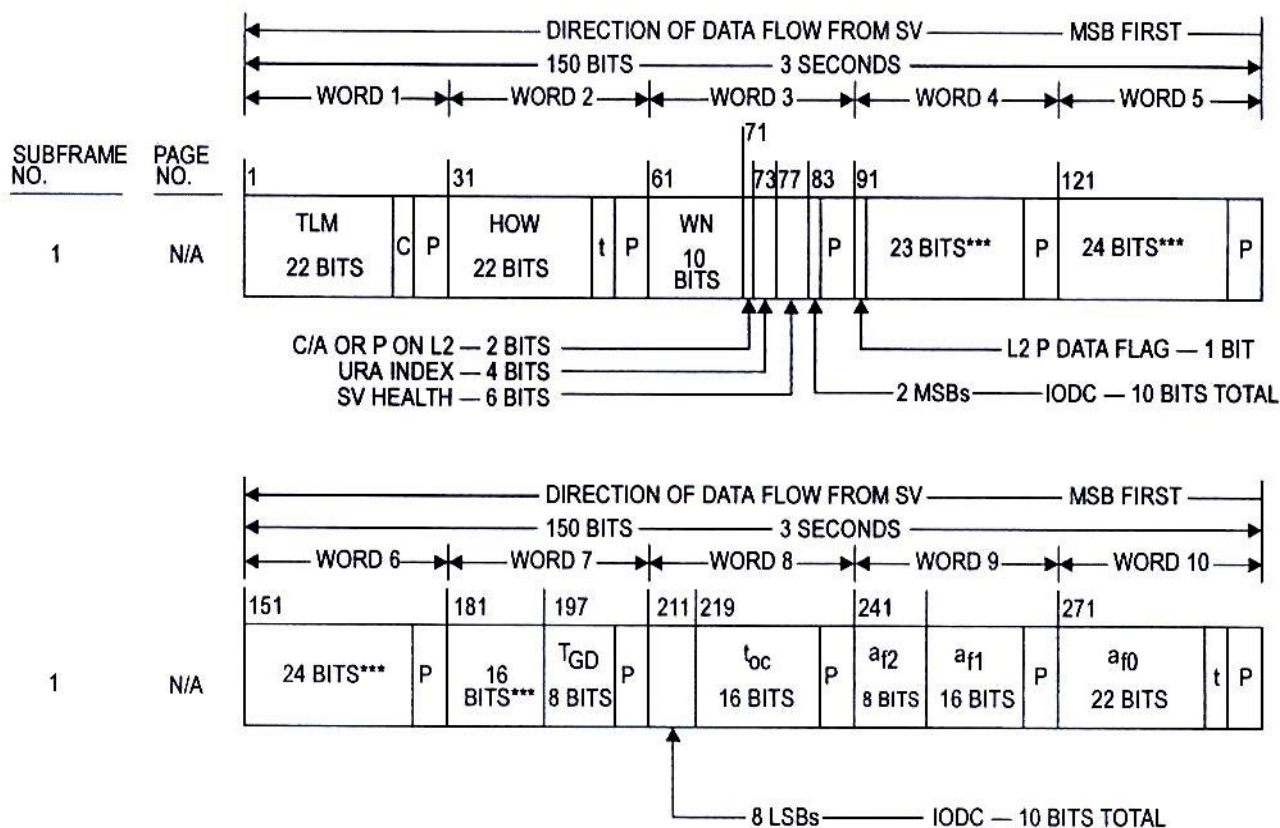 DIRECTION OF DATA FLOW FROM SV MSB FIRST
150 BITS 3 SECONDS
WORD 1 WORD 2 WORD 3 WORD 4 WORD 5
SUBFRAME NO. PAGE NO.
71
1 31 61 73 77 83 91 121
1 N/A
TLM 22 BITS C P HOW 22 BITS t P WN 10 BITS P 23 BITS*** P 24 BITS*** P
C/A OR P ON L2 — 2 BITS
URA INDEX — 4 BITS
SV HEALTH — 6 BITS
L2 P DATA FLAG — 1 BIT
2 MSBs IODC — 10 BITS TOTAL
DIRECTION OF DATA FLOW FROM SV MSB FIRST
150 BITS 3 SECONDS
WORD 6 WORD 7 WORD 8 WORD 9 WORD 10
151 181 197 211 219 241 271
1 N/A
24 BITS*** P 16 BITS*** TGD 8 BITS P toc 16 BITS P af2 8 BITS af1 16 BITS P af0 22 BITS t P
8 LSBs IODC — 10 BITS TOTAL